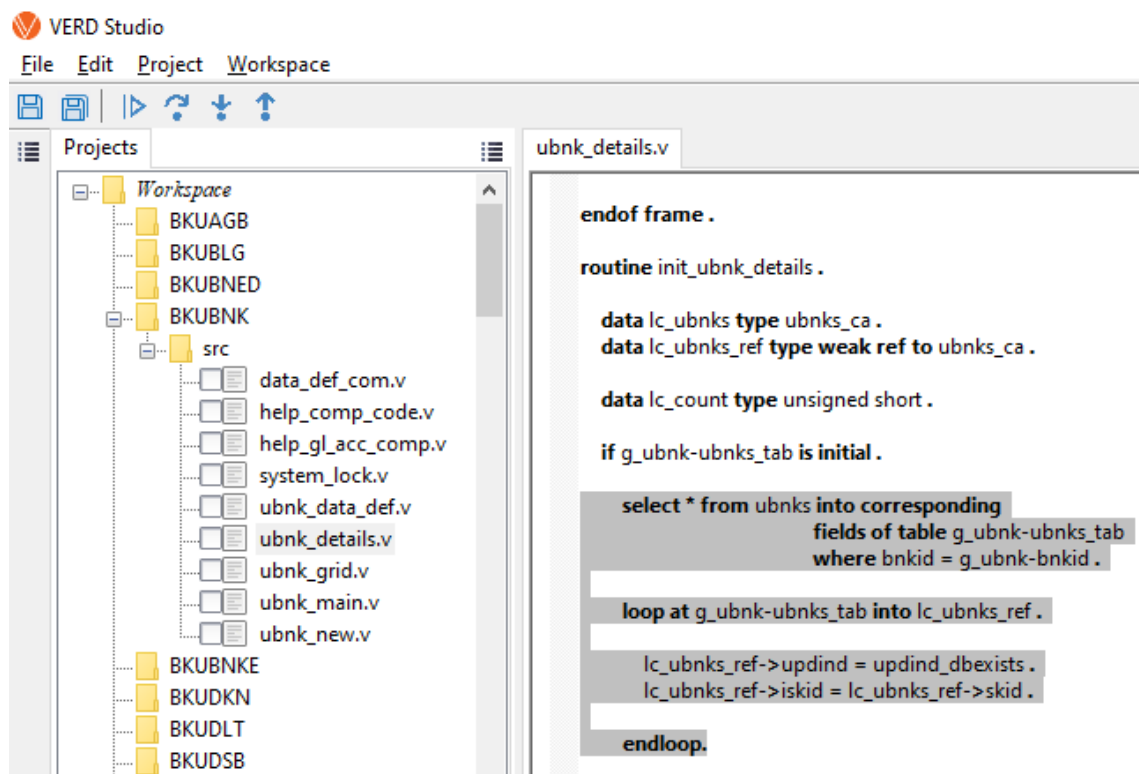 VERD Studio
File Edit Project Workspace
Projects
Workspace
BKUAGB
BKUBLG
BKUBNED
BKUBNK
src
data_def_com.v
help_comp_code.v
help_gl_acc_comp.v
system_lock.v
ubnk_data_def.v
ubnk_details.v
ubnk_grid.v
ubnk_main.v
ubnk_new.v
BKUBNKE
BKUDKN
BKUDLT
BKUDSB
ubnk_details.v
endof frame .
routine init_ubnk_details .
data lc_ubnks type ubnks_ca .
data lc_ubnks_ref type weak ref to ubnks_ca .
data lc_count type unsigned short .
if g_ubnk-ubnks_tab is initial .
select * from ubnks into corresponding
fields of table g_ubnk-ubnks_tab
where bnkid = g_ubnk-bnkid .
loop at g_ubnk-ubnks_tab into lc_ubnks_ref .
lc_ubnks_ref->updind = updind_dbexists .
lc_ubnks_ref->iskid = lc_ubnks_ref->skid .
endloop.